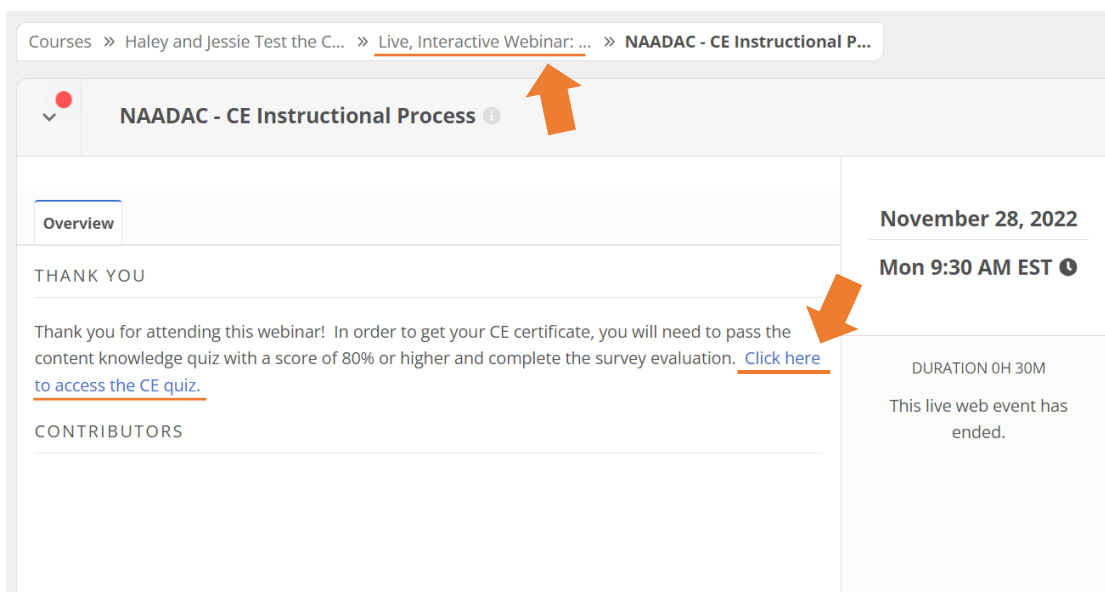 Courses » Haley and Jessie Test the C... » Live, Interactive Webinar: ... » NAADAC - CE Instructional P...
NAADAC - CE Instructional Process
Overview
THANK YOU
Thank you for attending this webinar! In order to get your CE certificate, you will need to pass the
content knowledge quiz with a score of 80% or higher and complete the survey evaluation. Click here
to access the CE quiz.
CONTRIBUTORS
November 28, 2022
Mon 9:30 AM EST
DURATION 0H 30M
This live web event has
ended.